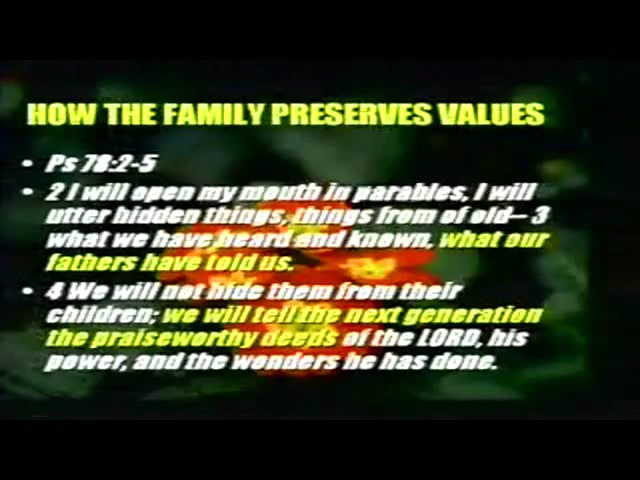 HOW THE FAMILY PRESERVES VALUES
• Ps 78:2-5
• 2 I will open my mouth in parables, I will
utter hidden things, things from of old-- 3
what we have heard and known, what our
fathers have told us.
• 4 We will not hide them from their
children; we will tell the next generation
the praiseworthy deeds of the LORD, his
power, and the wonders he has done.